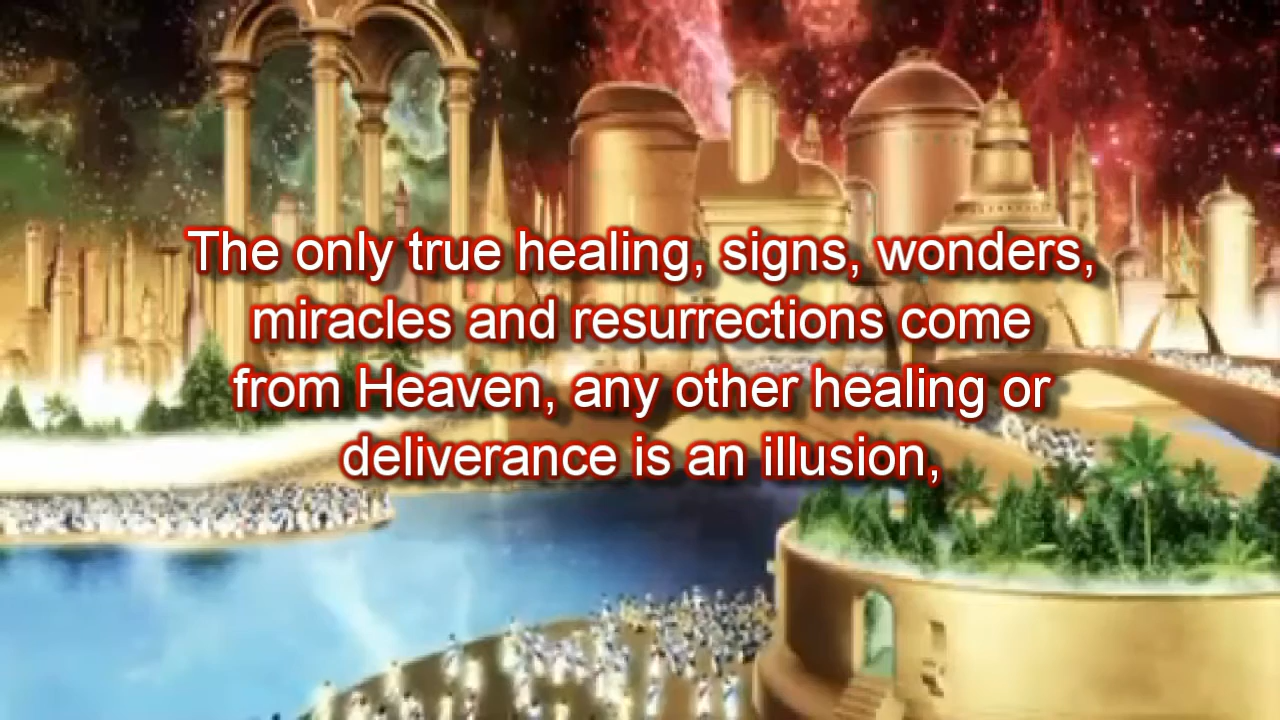 The only true healing, signs, wonders,
miracles and resurrections come
from Heaven, any other healing or
deliverance is an illusion,